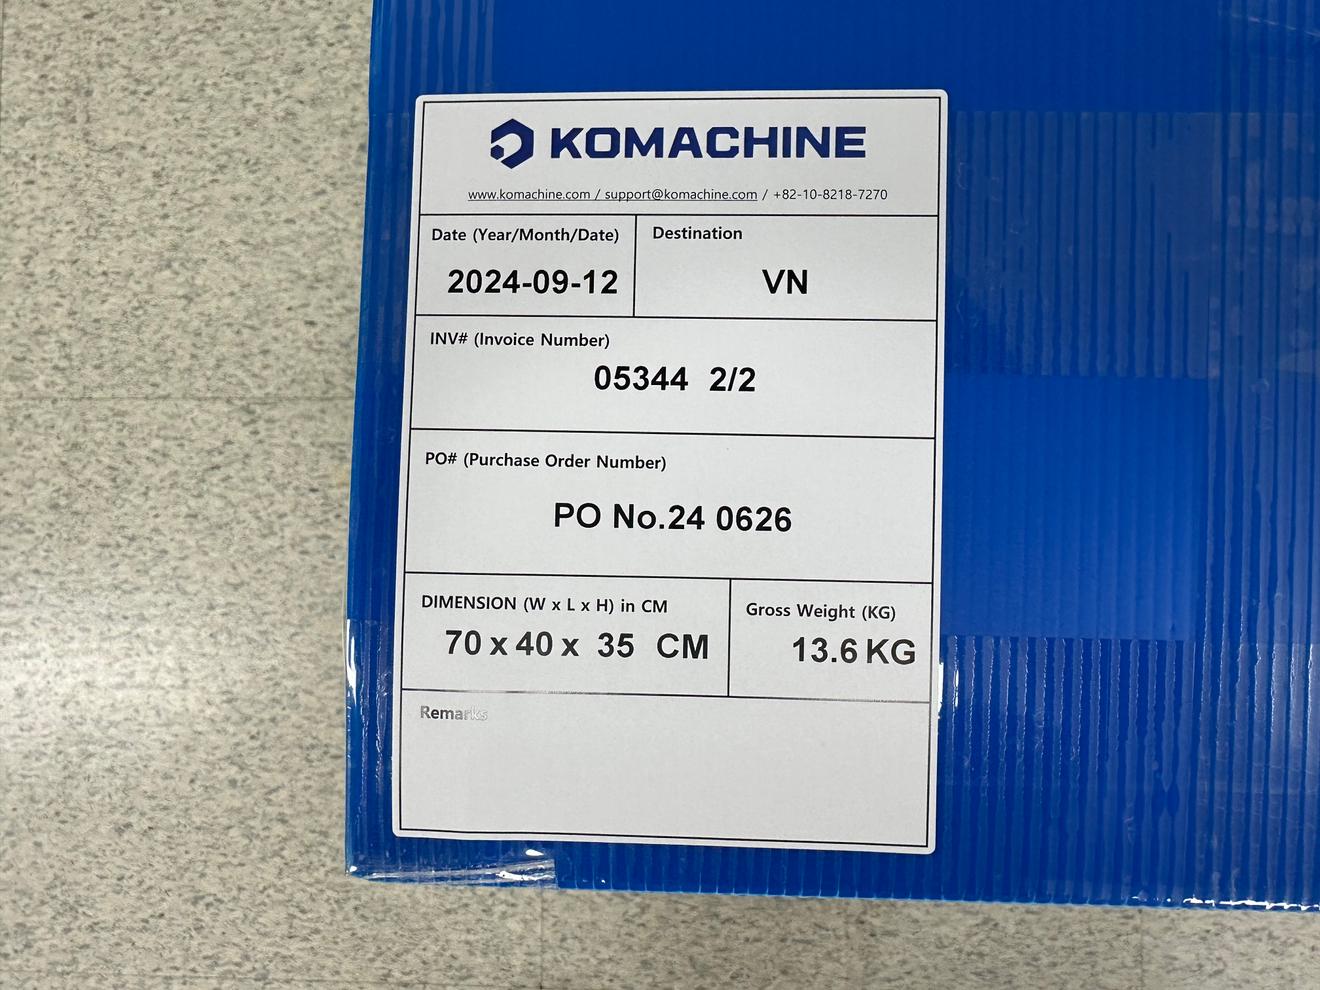 KOMACHINE
www.komachine.com / support@komachine.com / +82-10-8218-7270
Date (Year/Month/Date)
2024-09-12
Destination
VN
INV# (Invoice Number)
05344 2/2
PO# (Purchase Order Number)
PO No.24 0626
DIMENSION (W x L x H) in CM
70 x 40 x 35 CM
Gross Weight (KG)
13.6 KG
Remarks